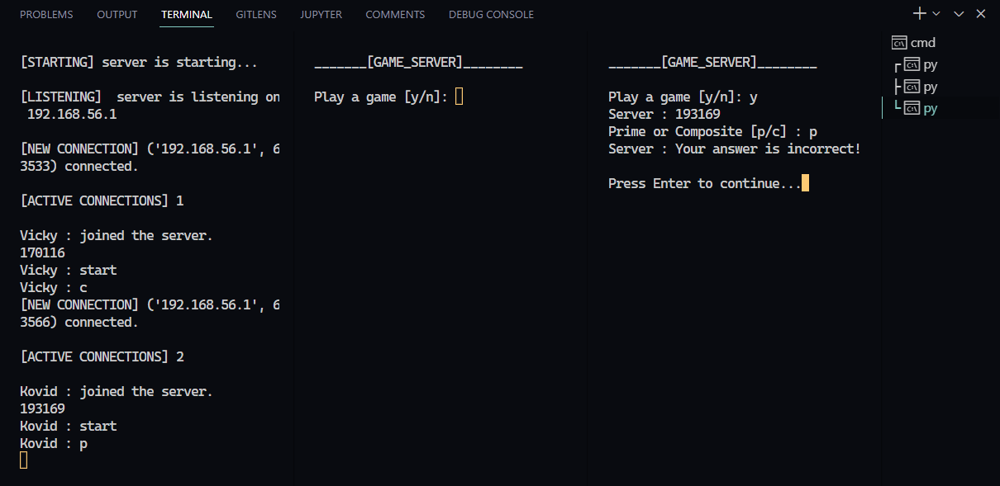 PROBLEMS OUTPUT TERMINAL GITLENS JUPYTER COMMENTS DEBUG CONSOLE
[STARTING] server is starting...
[LISTENING]  server is listening on
 192.168.56.1
[NEW CONNECTION] ('192.168.56.1', 6
3533) connected.
[ACTIVE CONNECTIONS] 1
Vicky : joined the server.
170116
Vicky : start
Vicky : c
[NEW CONNECTION] ('192.168.56.1', 6
3566) connected.
[ACTIVE CONNECTIONS] 2
Kovid : joined the server.
193169
Kovid : start
Kovid : p
_______[GAME_SERVER]________
Play a game [y/n]:
_______[GAME_SERVER]________
Play a game [y/n]: y
Server : 193169
Prime or Composite [p/c] : p
Server : Your answer is incorrect!
Press Enter to continue...
cmd
py
py
py